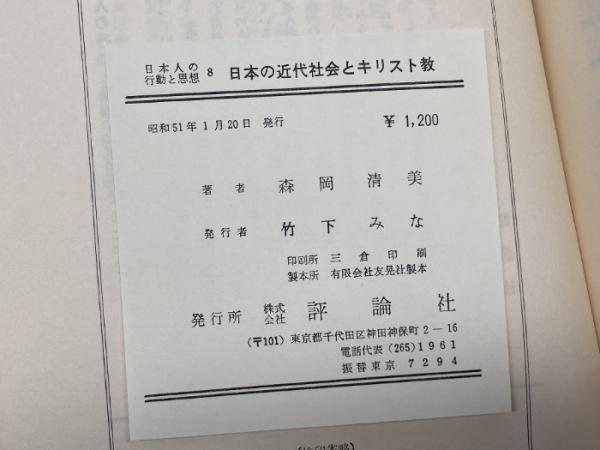 日本人の
行動と思想 8 日本の近代社会とキリスト教
昭和51年1月20日 発行 ¥ 1,200
著者 森岡清美
発行者 竹下みな
印刷所 三倉印刷
製本所 有限会社友晃社製本
発行所 株式会社 評論社
(〒101) 東京都千代田区神田神保町2-16
電話代表 (265) 1961
振替東京 7294